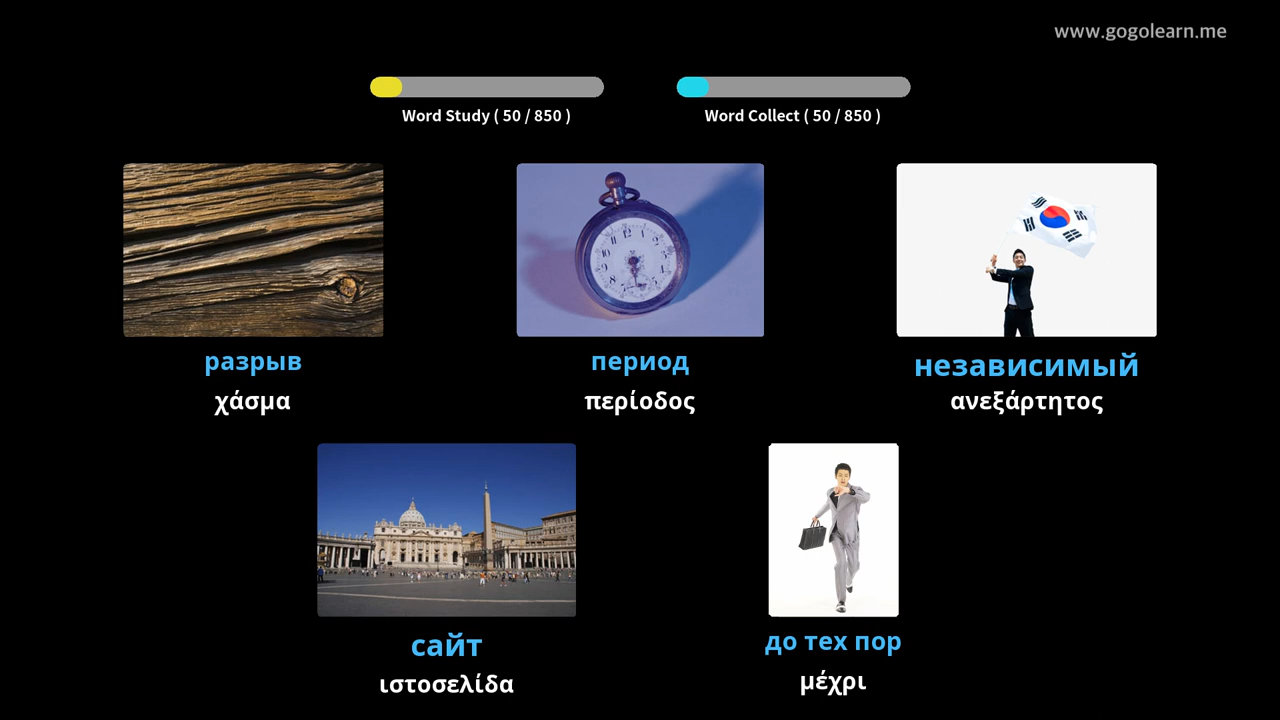 www.gogolearn.me
Word Study ( 50 / 850 )
Word Collect ( 50 / 850 )
разрыв
χάσμα
период
περίοδος
независимый
ανεξάρτητος
сайт
ιστοσελίδα
до тех пор
μέχρι